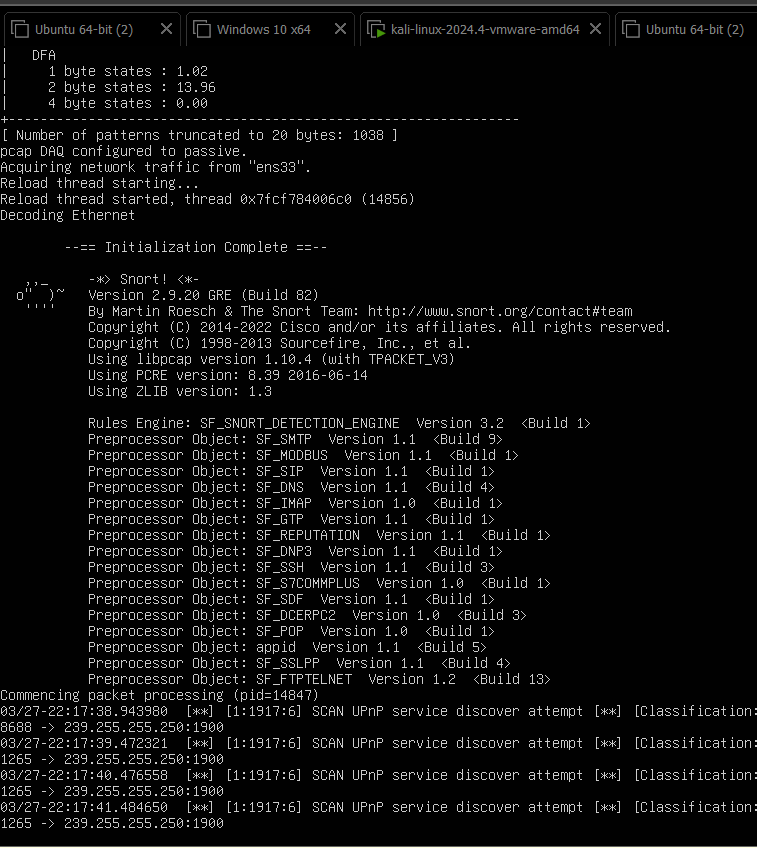 Ubuntu 64-bit (2) Windows 10 x64 kali-linux-2024.4-vmware-amd64 Ubuntu 64-bit (2)
|   DFA
|     1 byte states : 1.02
|     2 byte states : 13.96
|     4 byte states : 0.00
+----------------------------------------------------------------
[ Number of patterns truncated to 20 bytes: 1038 ]
pcap DAQ configured to passive.
Acquiring network traffic from "ens33".
Reload thread starting...
Reload thread started, thread 0x7fcf784006c0 (14856)
Decoding Ethernet
        --== Initialization Complete ==--
   ,,_     -*> Snort! <*-
  o"  )~   Version 2.9.20 GRE (Build 82)
   ''''    By Martin Roesch & The Snort Team: http://www.snort.org/contact#team
           Copyright (C) 2014-2022 Cisco and/or its affiliates. All rights reserved.
           Copyright (C) 1998-2013 Sourcefire, Inc., et al.
           Using libpcap version 1.10.4 (with TPACKET_V3)
           Using PCRE version: 8.39 2016-06-14
           Using ZLIB version: 1.3
           Rules Engine: SF_SNORT_DETECTION_ENGINE  Version 3.2  <Build 1>
           Preprocessor Object: SF_SMTP  Version 1.1  <Build 9>
           Preprocessor Object: SF_MODBUS  Version 1.1  <Build 1>
           Preprocessor Object: SF_SIP  Version 1.1  <Build 1>
           Preprocessor Object: SF_DNS  Version 1.1  <Build 4>
           Preprocessor Object: SF_IMAP  Version 1.0  <Build 1>
           Preprocessor Object: SF_GTP  Version 1.1  <Build 1>
           Preprocessor Object: SF_REPUTATION  Version 1.1  <Build 1>
           Preprocessor Object: SF_DNP3  Version 1.1  <Build 1>
           Preprocessor Object: SF_SSH  Version 1.1  <Build 3>
           Preprocessor Object: SF_S7COMMPLUS  Version 1.0  <Build 1>
           Preprocessor Object: SF_SDF  Version 1.1  <Build 1>
           Preprocessor Object: SF_DCERPC2  Version 1.0  <Build 3>
           Preprocessor Object: SF_POP  Version 1.0  <Build 1>
           Preprocessor Object: appid  Version 1.1  <Build 5>
           Preprocessor Object: SF_SSLPP  Version 1.1  <Build 4>
           Preprocessor Object: SF_FTPTELNET  Version 1.2  <Build 13>
Commencing packet processing (pid=14847)
03/27-22:17:38.943980  [**] [1:1917:6] SCAN UPnP service discover attempt [**] [Classification:
8688 -> 239.255.255.250:1900
03/27-22:17:39.472321  [**] [1:1917:6] SCAN UPnP service discover attempt [**] [Classification:
1265 -> 239.255.255.250:1900
03/27-22:17:40.476558  [**] [1:1917:6] SCAN UPnP service discover attempt [**] [Classification:
1265 -> 239.255.255.250:1900
03/27-22:17:41.484650  [**] [1:1917:6] SCAN UPnP service discover attempt [**] [Classification:
1265 -> 239.255.255.250:1900